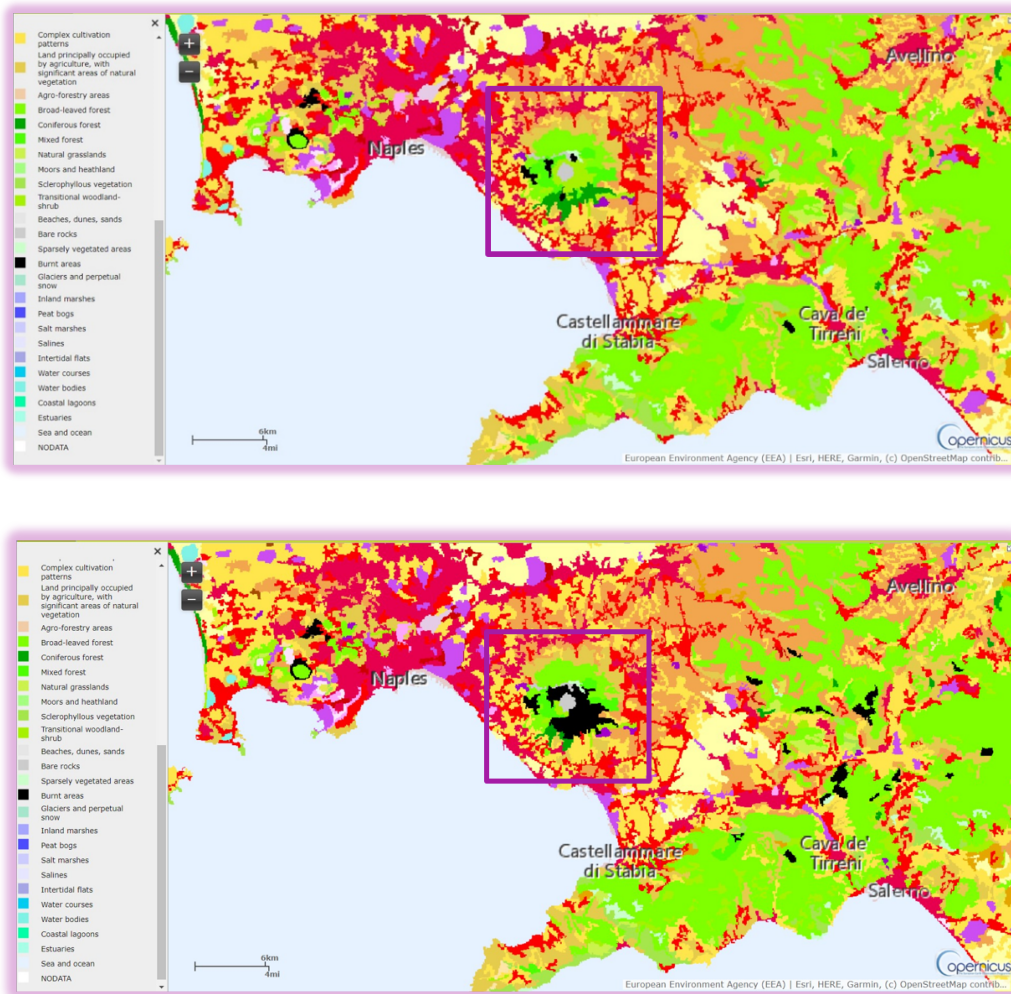 ×
Complex cultivation
patterns
Land principally occupied
by agriculture, with
significant areas of natural
vegetation
Agro-forestry areas
Broad-leaved forest
Coniferous forest
Mixed forest
Natural grasslands
Moors and heathland
Sclerophyllous vegetation
Transitional woodland-
shrub
Beaches, dunes, sands
Bare rocks
Sparsely vegetated areas
Burnt areas
Glaciers and perpetual
snow
Inland marshes
Peat bogs
Salt marshes
Salines
Intertidal flats
Water courses
Water bodies
Coastal lagoons
Estuaries
Sea and ocean
NODATA
+
−
Avellino
Naples
Castellammare
di Stabia
Cava de'
Tirreni
Salerno
6km
4mi
opernicus
European Environment Agency (EEA) | Esri, HERE, Garmin, (c) OpenStreetMap contrib...
×
Complex cultivation
patterns
Land principally occupied
by agriculture, with
significant areas of natural
vegetation
Agro-forestry areas
Broad-leaved forest
Coniferous forest
Mixed forest
Natural grasslands
Moors and heathland
Sclerophyllous vegetation
Transitional woodland-
shrub
Beaches, dunes, sands
Bare rocks
Sparsely vegetated areas
Burnt areas
Glaciers and perpetual
snow
Inland marshes
Peat bogs
Salt marshes
Salines
Intertidal flats
Water courses
Water bodies
Coastal lagoons
Estuaries
Sea and ocean
NODATA
+
−
Avellino
Naples
Castellammare
di Stabia
Cava de'
Tirreni
Salerno
6km
4mi
opernicus
European Environment Agency (EEA) | Esri, HERE, Garmin, (c) OpenStreetMap contrib...